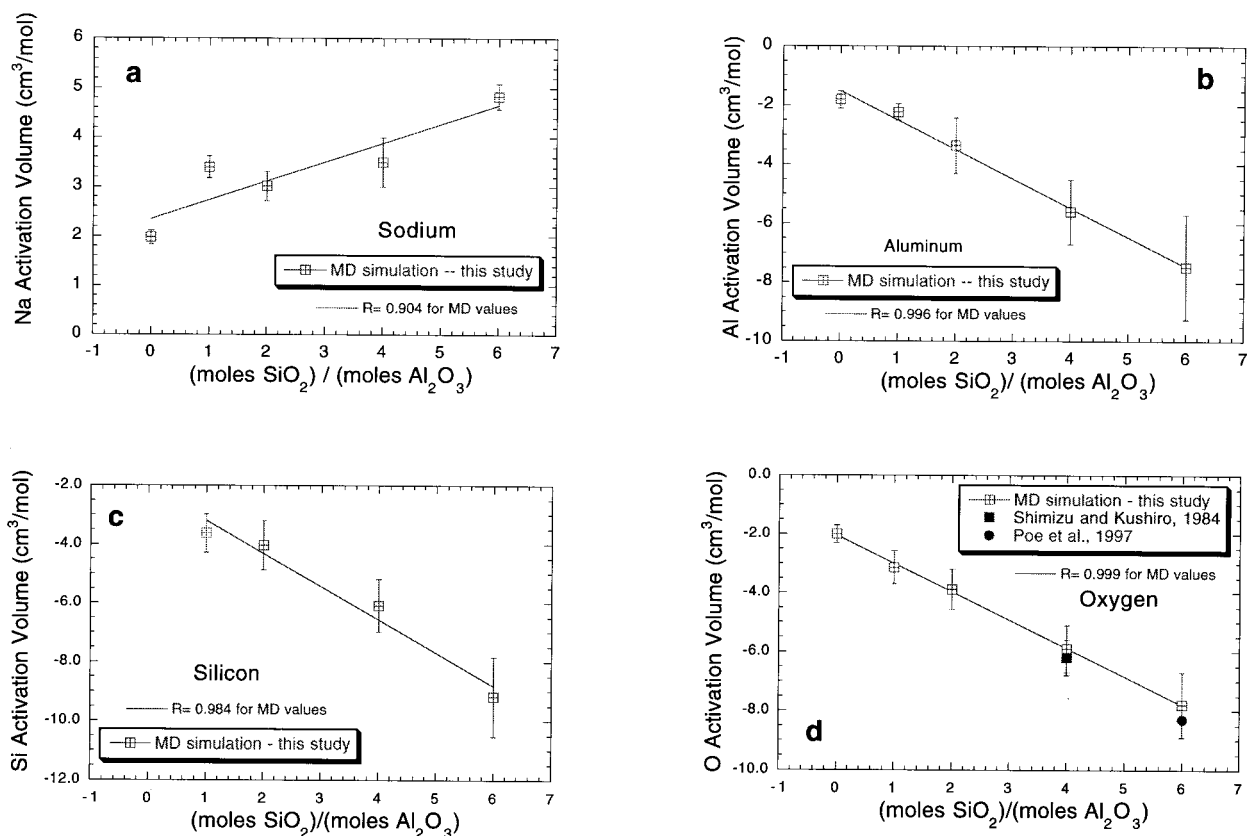 a
Na Activation Volume (cm³/mol)
6
5
4
3
2
1
0
Sodium
MD simulation -- this study
R= 0.904 for MD values
-1 0 1 2 3 4 5 6 7
(moles SiO₂) / (moles Al₂O₃)
b
Al Activation Volume (cm³/mol)
0
-2
-4
-6
-8
-10
Aluminum
MD simulation -- this study
R= 0.996 for MD values
-1 0 1 2 3 4 5 6 7
(moles SiO₂)/ (moles Al₂O₃)
c
Si Activation Volume (cm³/mol)
-2.0
-4.0
-6.0
-8.0
-10.0
-12.0
Silicon
R= 0.984 for MD values
MD simulation - this study
-1 0 1 2 3 4 5 6 7
(moles SiO₂)/(moles Al₂O₃)
d
O Activation Volume (cm³/mol)
0.0
-2.0
-4.0
-6.0
-8.0
-10.0
MD simulation - this study
Shimizu and Kushiro, 1984
Poe et al., 1997
R= 0.999 for MD values
Oxygen
-1 0 1 2 3 4 5 6 7
(moles SiO₂)/(moles Al₂O₃)